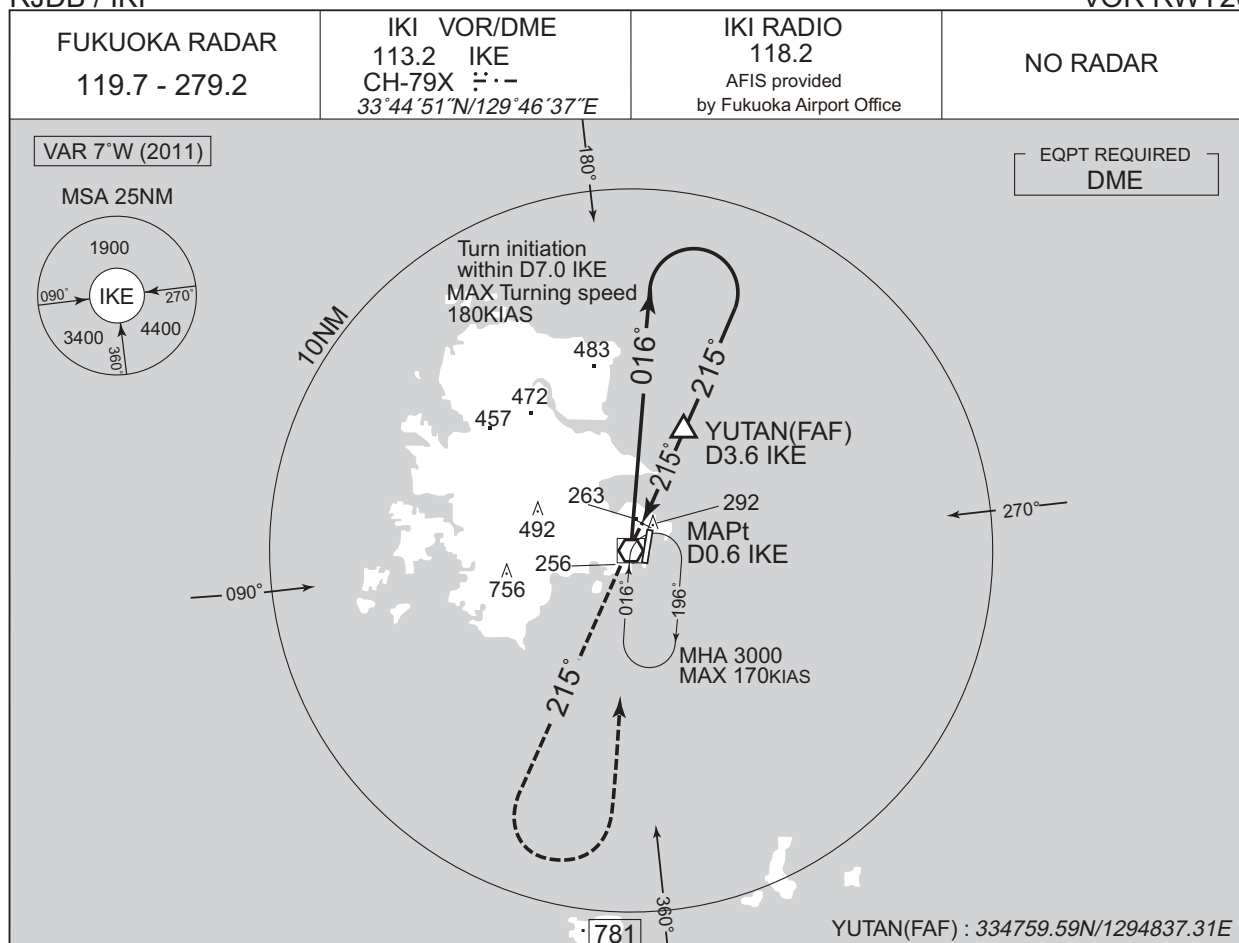 RJDB / IKI
VOR RWY20
FUKUOKA RADAR
119.7 - 279.2
IKI VOR/DME
113.2 IKE
CH-79X
33°44´51˝N/129°46´37˝E
IKI RADIO
118.2
AFIS provided
by Fukuoka Airport Office
NO RADAR
VAR 7°W (2011)
MSA 25NM
1900
090°
IKE
270°
3400
4400
360°
EQPT REQUIRED
DME
180°
Turn initiation
within D7.0 IKE
MAX Turning speed
180KIAS
10NM
016°
215°
483
472
457
YUTAN(FAF)
D3.6 IKE
215°
263
292
492
MAPt
D0.6 IKE
256
756
270°
090°
016°
196°
MHA 3000
MAX 170KIAS
215°
360°
781
YUTAN(FAF) : 334759.59N/1294837.31E